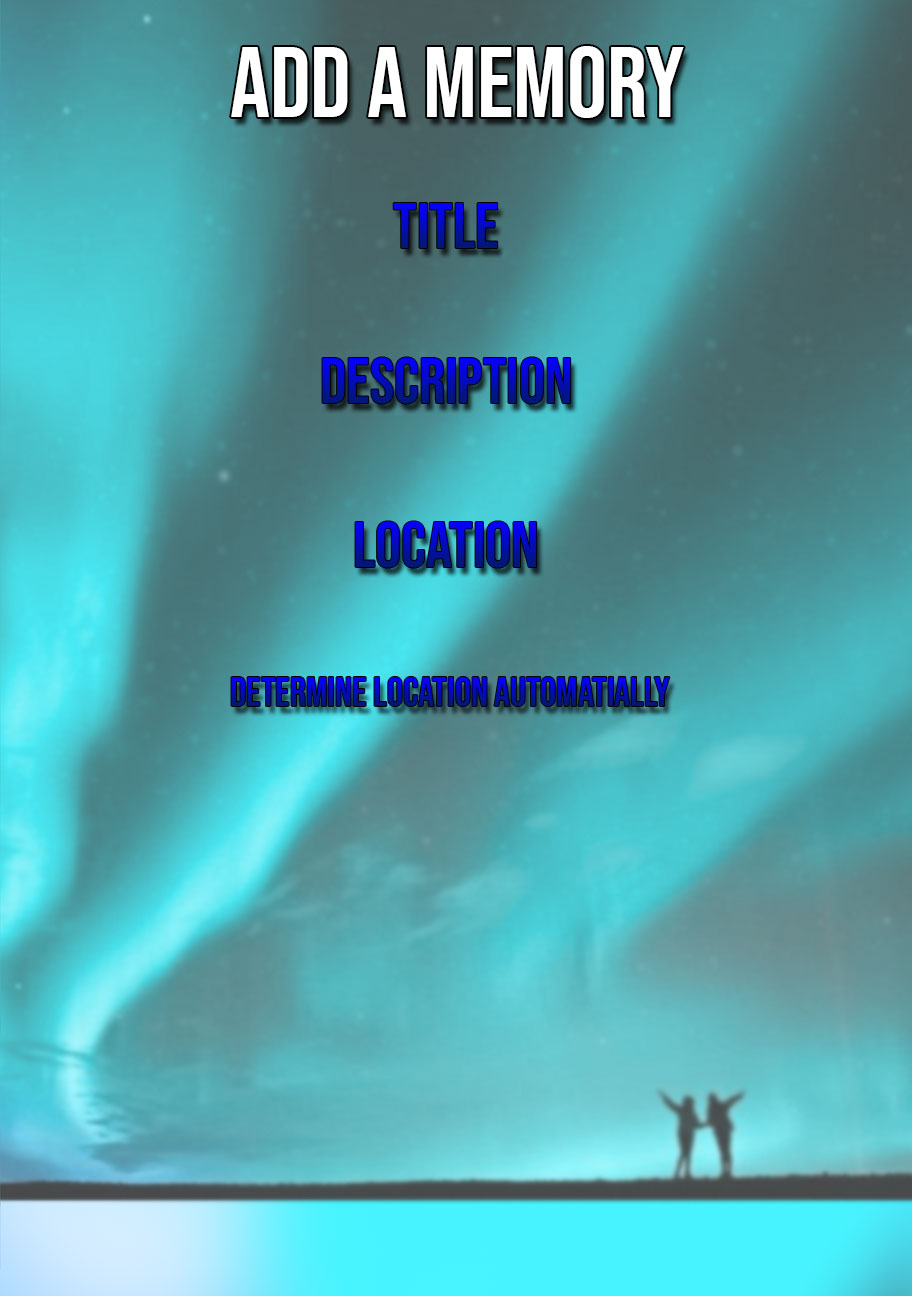 ADD A MEMORY
TITLE
DESCRIPTION
LOCATION
DETERMINE LOCATION AUTOMATIALLY